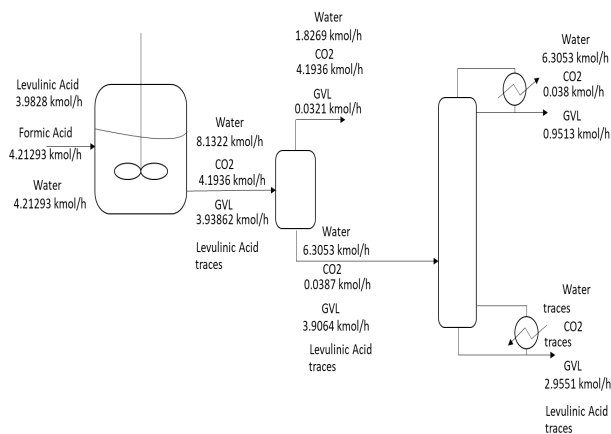 Levulinic Acid
3.9828 kmol/h
Formic Acid
4.21293 kmol/h
Water
4.21293 kmol/h
Water
8.1322 kmol/h
CO2
4.1936 kmol/h
GVL
3.93862 kmol/h
Levulinic Acid
traces
Water
1.8269 kmol/h
CO2
4.1936 kmol/h
GVL
0.0321 kmol/h
Water
6.3053 kmol/h
CO2
0.0387 kmol/h
GVL
3.9064 kmol/h
Levulinic Acid
traces
Water
6.3053 kmol/h
CO2
0.038 kmol/h
GVL
0.9513 kmol/h
Water
traces
CO2
traces
GVL
2.9551 kmol/h
Levulinic Acid
traces